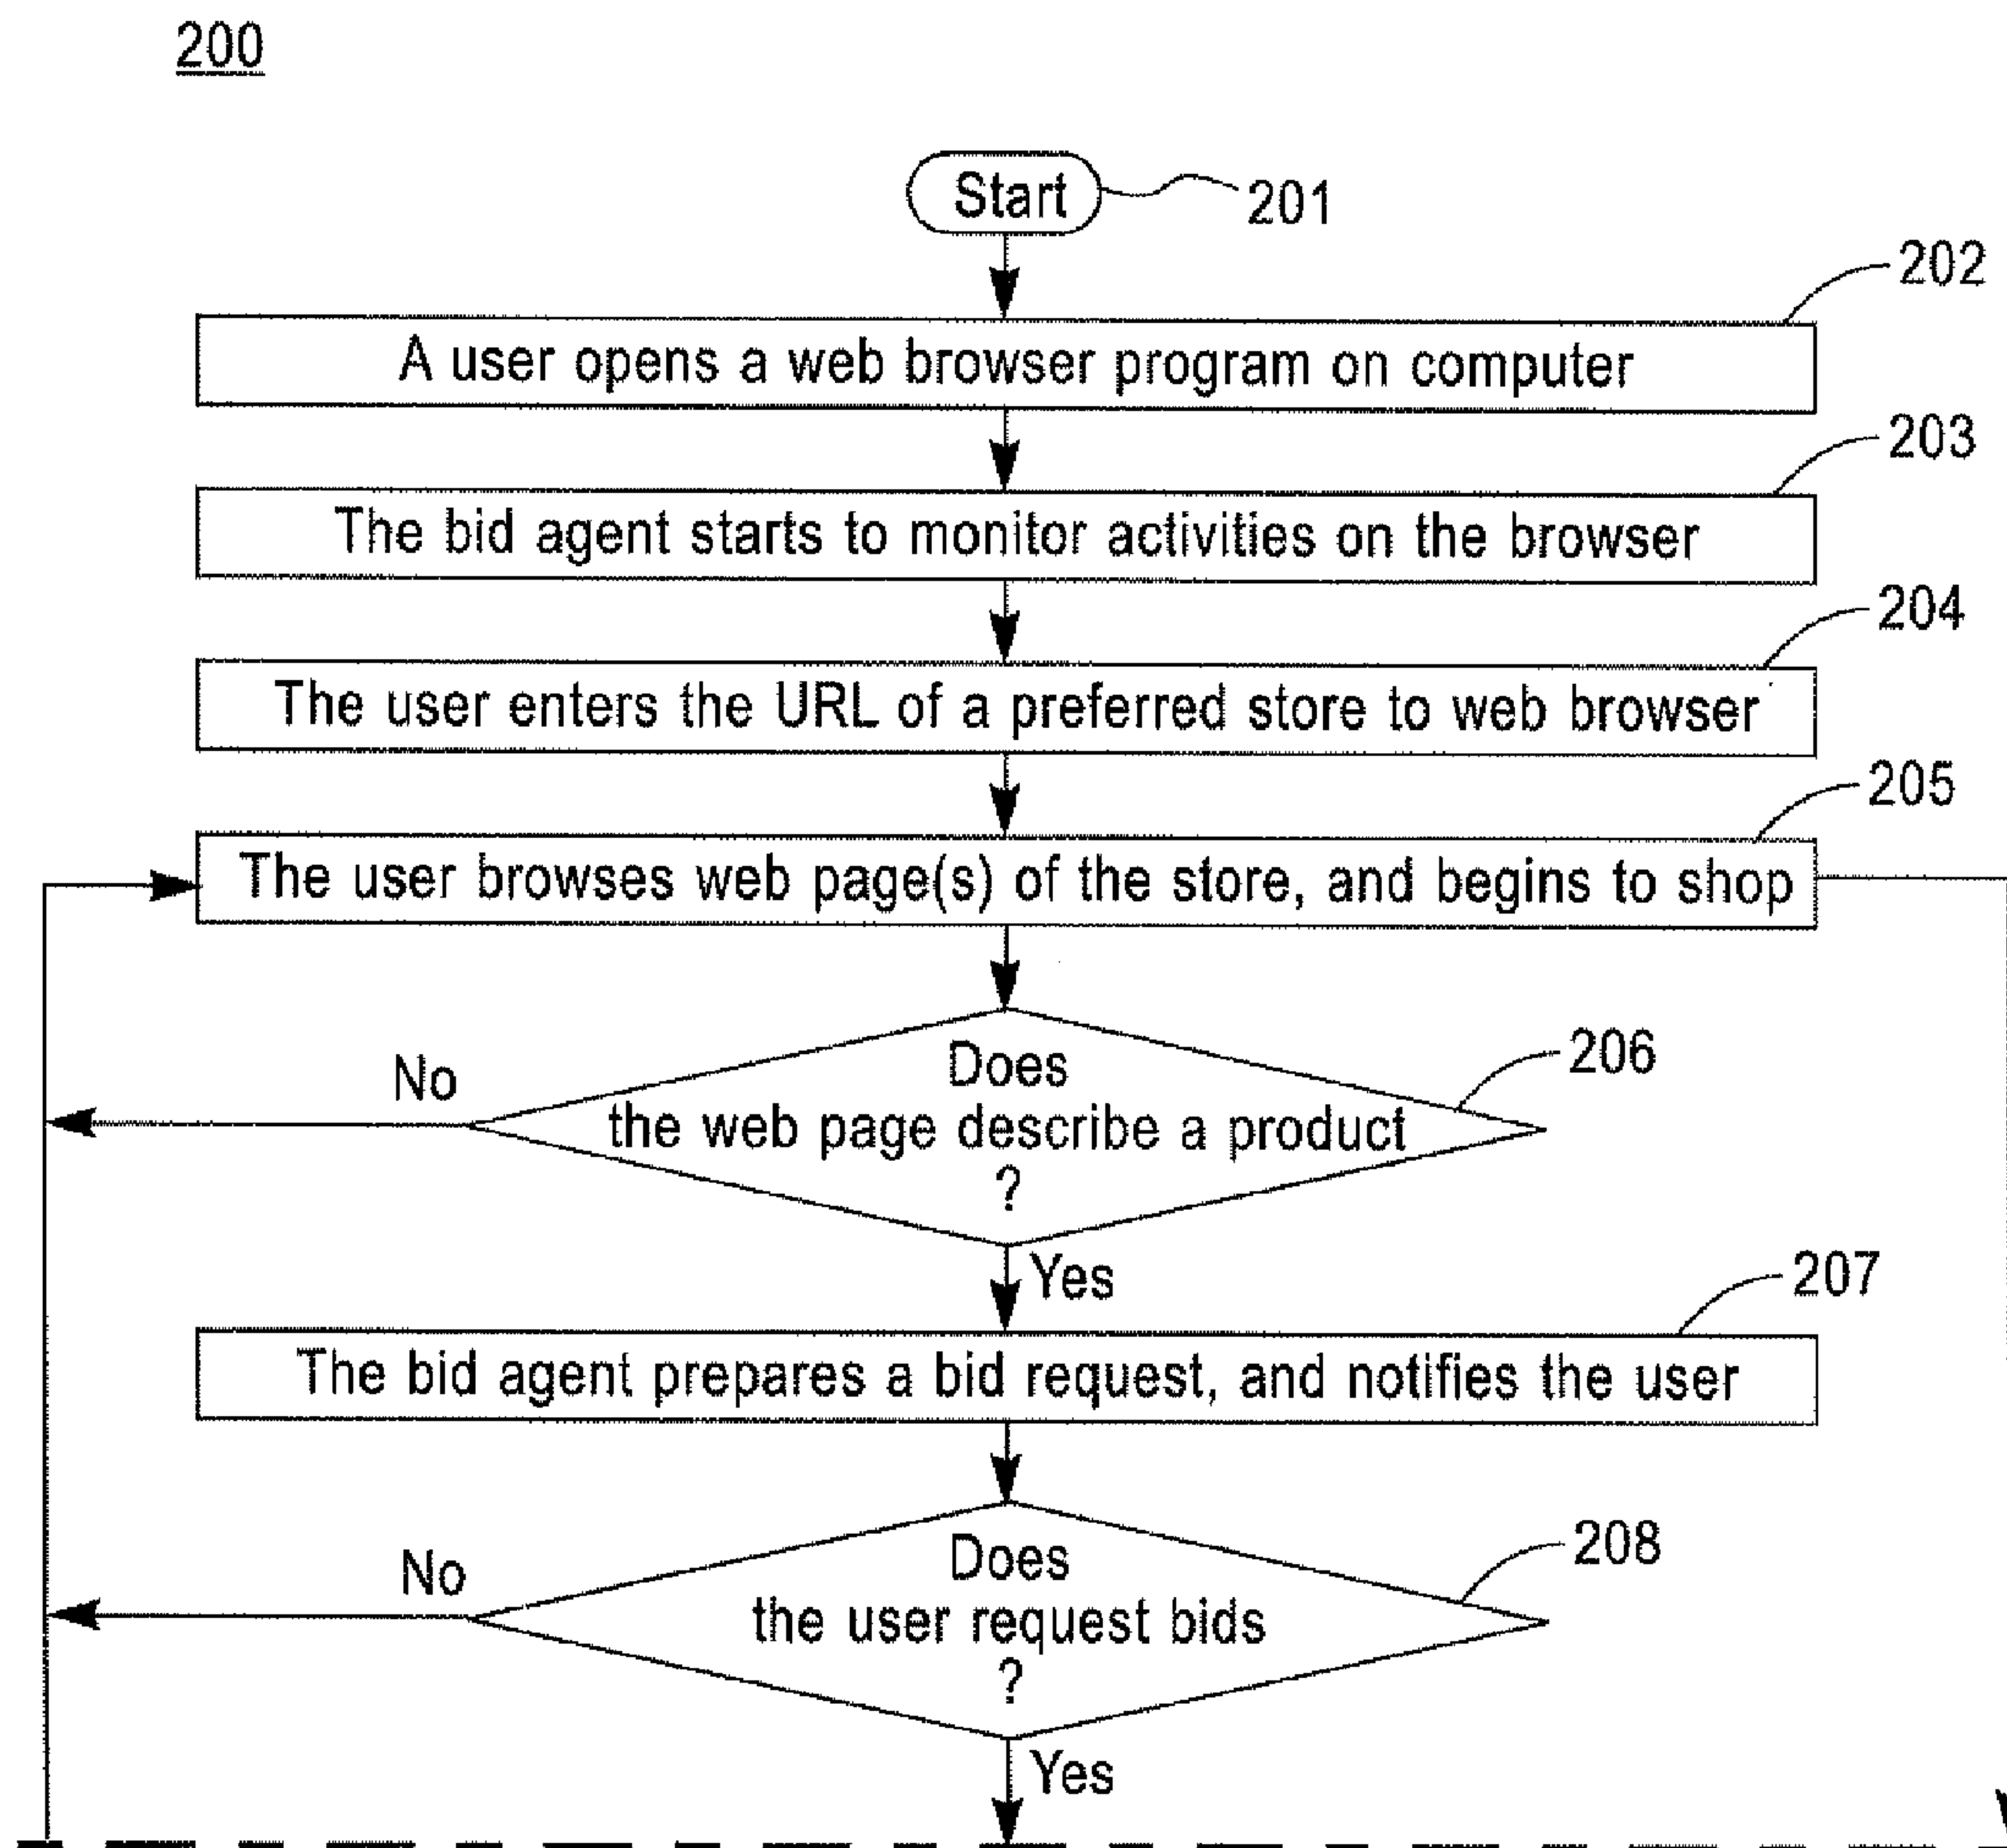 200
Start
201
202
A user opens a web browser program on computer
203
The bid agent starts to monitor activities on the browser
204
The user enters the URL of a preferred store to web browser
205
The user browses web page(s) of the store, and begins to shop
206
No
Does
the web page describe a product
?
Yes
207
The bid agent prepares a bid request, and notifies the user
208
No
Does
the user request bids
?
Yes